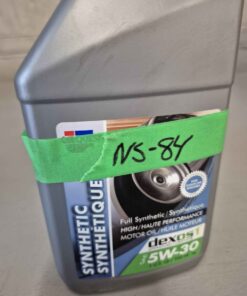 NS-84
SYNTHETIC
SYNTHÉTIQUE
Full Synthetic/Synthétique
HIGH/HAUTE PERFORMANCE
MOTOR OIL/HUILE MOTEUR
dexos1
5W-30